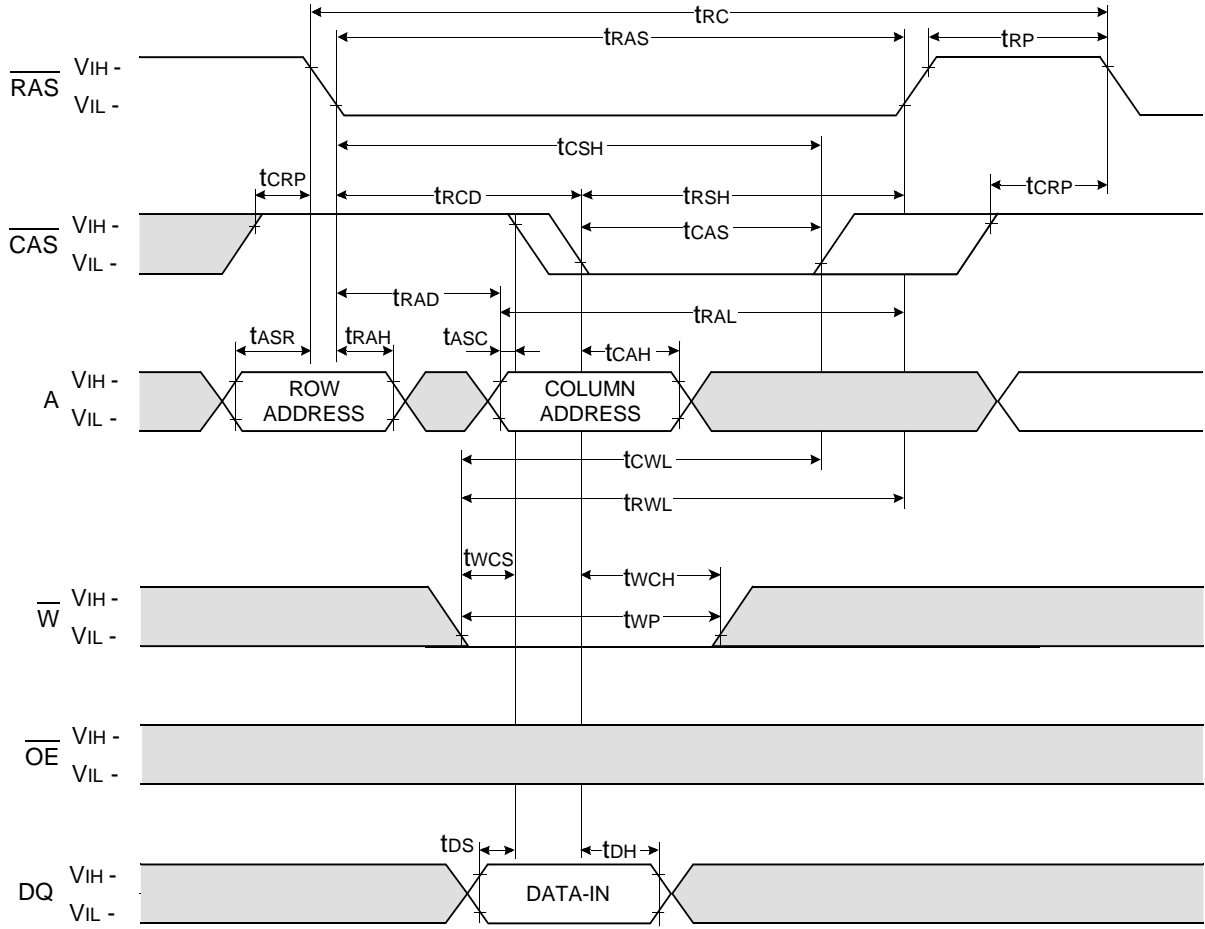 tRC
tRAS
tRP
RAS
VIH -
VIL -
tCSH
tCRP
tRCD
tRSH
tCRP
CAS
VIH -
VIL -
tCAS
tRAD
tRAL
tASR
tRAH
tASC
tCAH
A
VIH -
VIL -
ROW
ADDRESS
COLUMN
ADDRESS
tCWL
tRWL
tWCS
tWCH
W
VIH -
VIL -
tWP
OE
VIH -
VIL -
tDS
tDH
DQ
VIH -
VIL -
DATA-IN